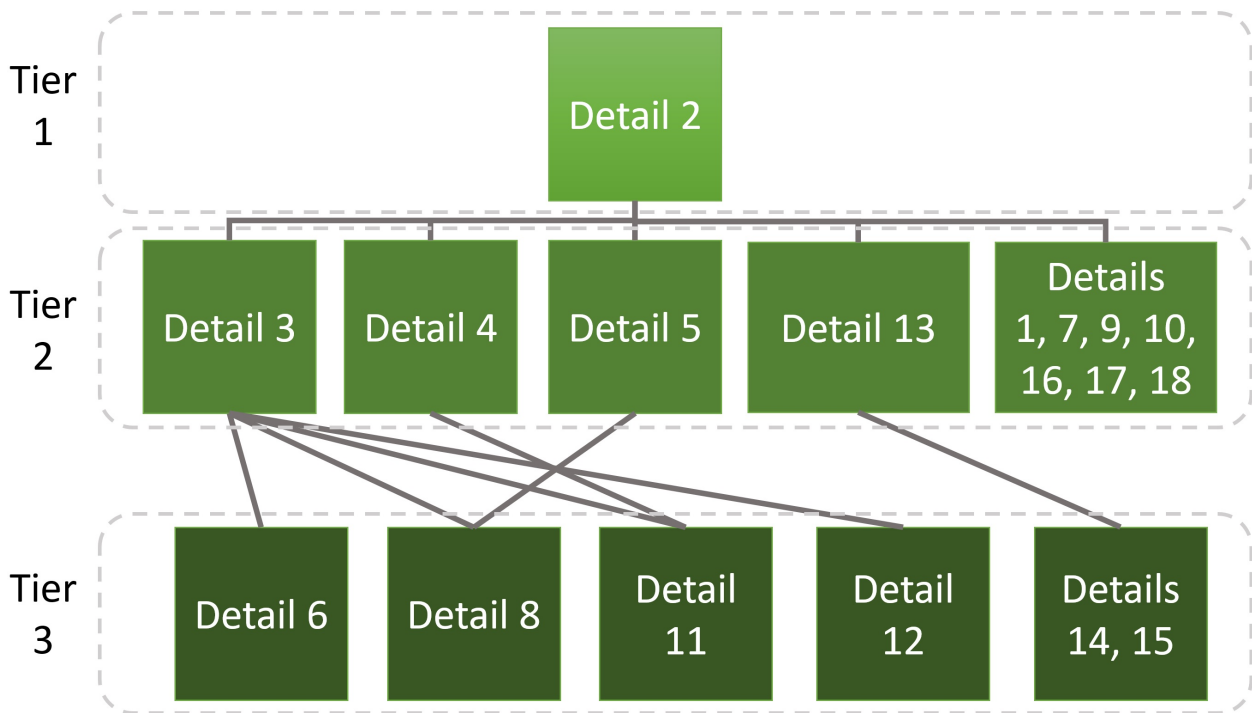 Tier
1
Detail 2
Tier
2
Detail 3
Detail 4
Detail 5
Detail 13
Details
1, 7, 9, 10,
16, 17, 18
Tier
3
Detail 6
Detail 8
Detail
11
Detail
12
Details
14, 15